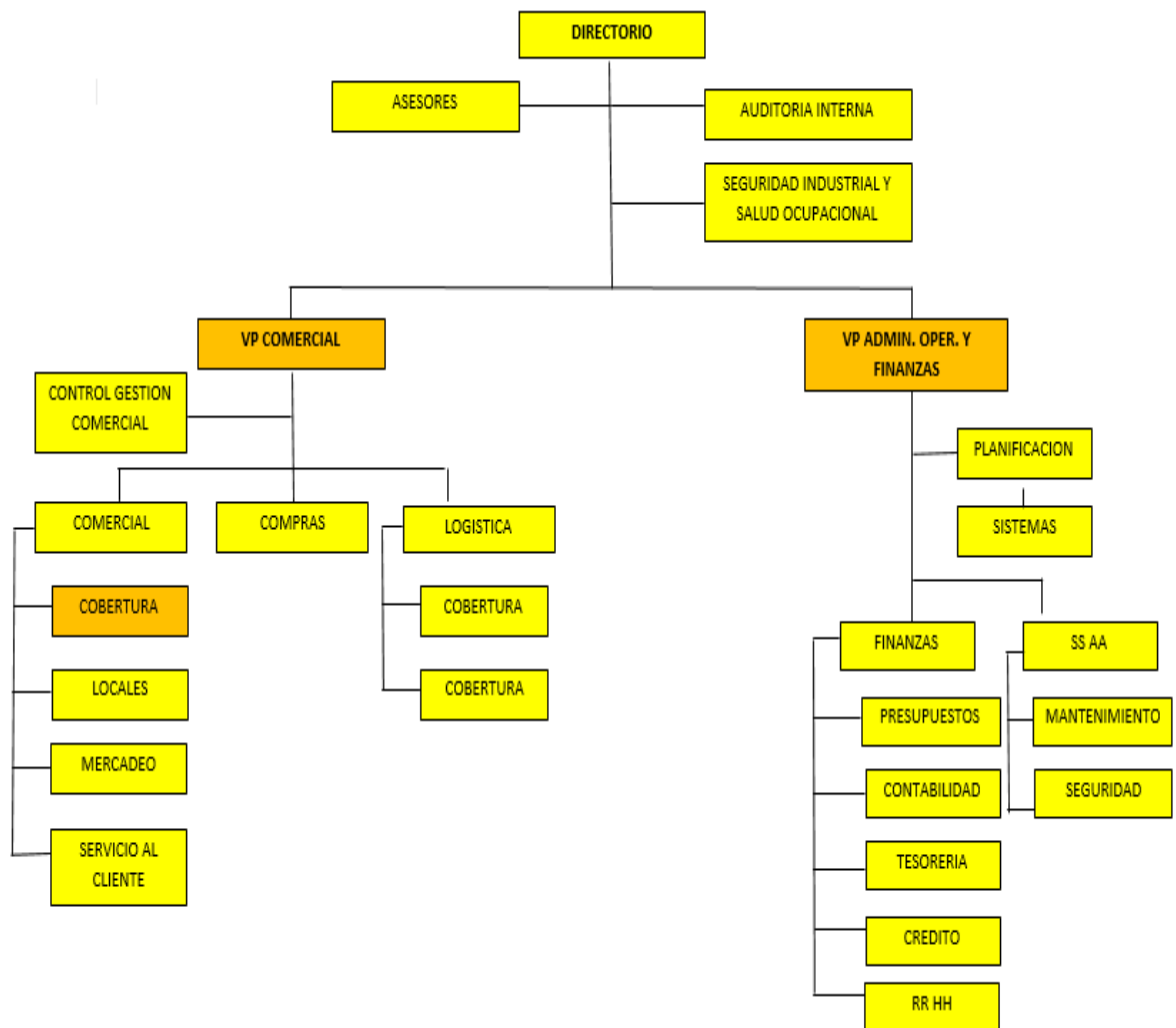 DIRECTORIO
ASESORES
AUDITORIA INTERNA
SEGURIDAD INDUSTRIAL Y
SALUD OCUPACIONAL
VP COMERCIAL
VP ADMIN. OPER. Y
FINANZAS
CONTROL GESTION
COMERCIAL
PLANIFICACION
SISTEMAS
COMERCIAL
COMPRAS
LOGISTICA
COBERTURA
LOCALES
MERCADEO
SERVICIO AL
CLIENTE
COBERTURA
COBERTURA
FINANZAS
PRESUPUESTOS
CONTABILIDAD
TESORERIA
CREDITO
RR HH
SS AA
MANTENIMIENTO
SEGURIDAD